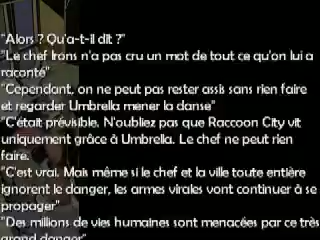 "Alors ? Qu'a-t-il dit ?"
"Le chef Irons n'a pas cru un mot de tout ce qu'on lui a
raconté"
"Cependant, on ne peut pas rester assis sans rien faire
et regarder Umbrella mener la danse"
"C'était prévisible. N'oubliez pas que Raccoon City vit
uniquement grâce à Umbrella. Le chef ne peut rien
faire.
"C'est vrai. Mais même si le chef et la ville toute entière
ignorent le danger, les armes virales vont continuer à se
propager"
"Des millions de vies humaines sont menacées par ce très
grand danger"